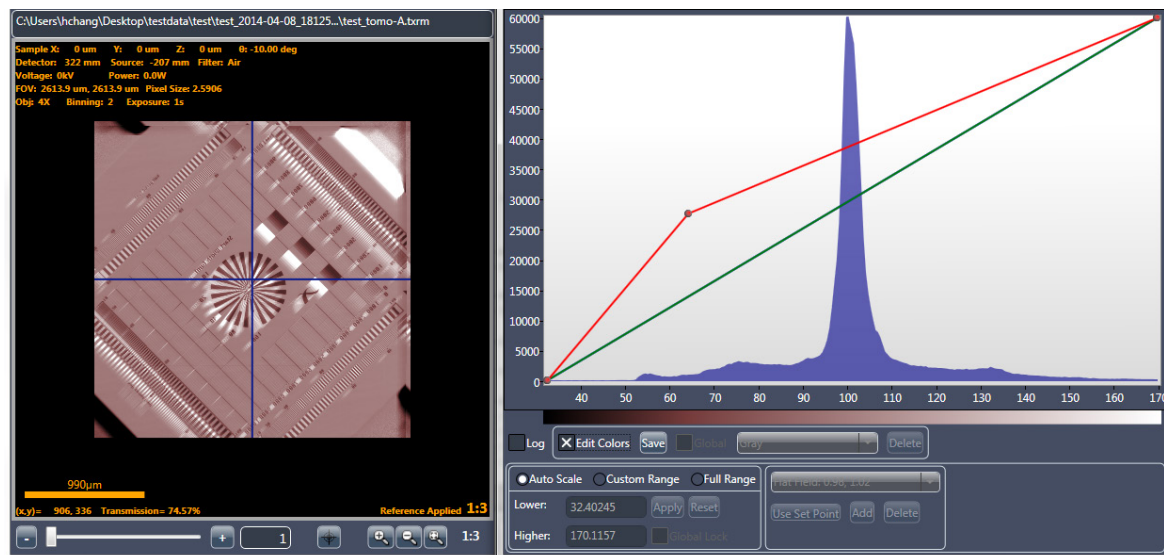 C:\Users\hchang\Desktop\testdata\test\test_2014-04-08_18125...\test_tomo-A.txrm
Sample X: 0 um Y: 0 um Z: 0 um θ: -10.00 deg
Detector: 322 mm Source: -207 mm Filter: Air
Voltage: 0kV Power: 0.0W
FOV: 2613.9 um, 2613.9 um Pixel Size: 2.5906
Obj: 4X Binning: 2 Exposure: 1s
990µm
(x,y)= 906, 336 Transmission= 74.57% Reference Applied 1:3
- + 1 1:3
60000
55000
50000
45000
40000
35000
30000
25000
20000
15000
10000
5000
0
40 50 60 70 80 90 100 110 120 130 140 150 160 170
Log Edit Colors Save Global Gray Delete
Auto Scale Custom Range Full Range
Lower: 32.40245 Apply Reset
Higher: 170.1157 Global Lock
Flat Field: 0.98, 1.02
Use Set Point Add Delete